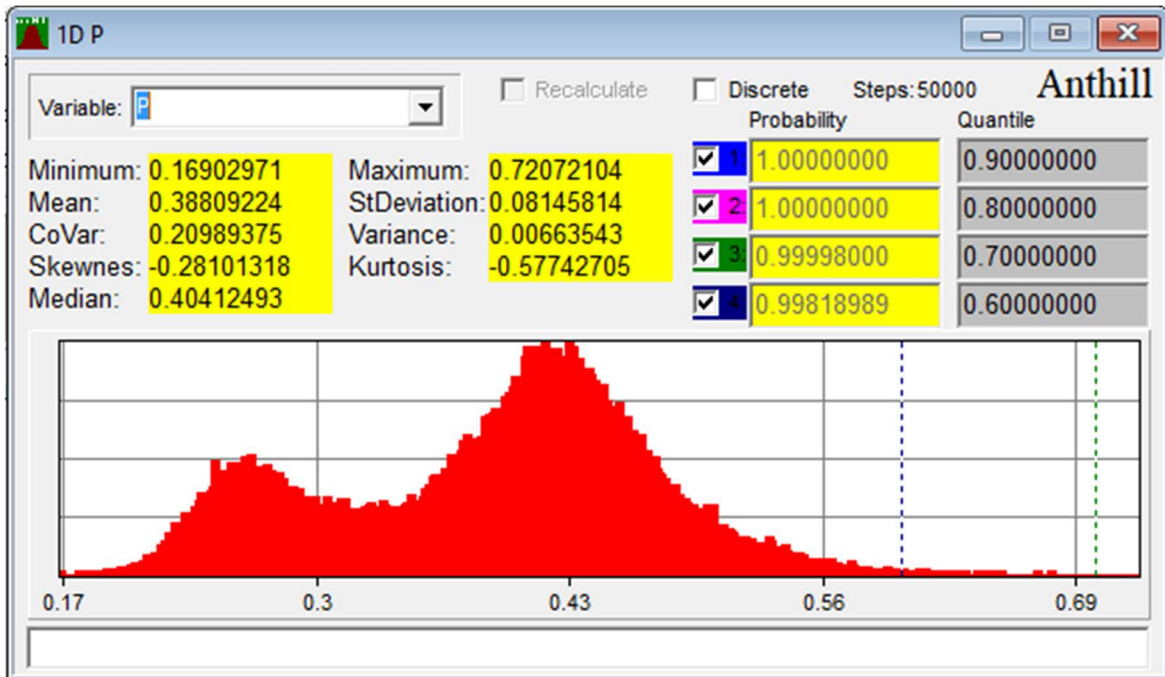 1D P
Variable: P
Recalculate
Discrete
Steps: 50000
Anthill
Probability
Quantile
Minimum: 0.16902971
Maximum: 0.72072104
1: 1.00000000
0.90000000
Mean: 0.38809224
StDeviation: 0.08145814
2: 1.00000000
0.80000000
CoVar: 0.20989375
Variance: 0.00663543
3: 0.99998000
0.70000000
Skewnes: -0.28101318
Kurtosis: -0.57742705
4: 0.99818989
0.60000000
Median: 0.40412493
0.17 0.3 0.43 0.56 0.69